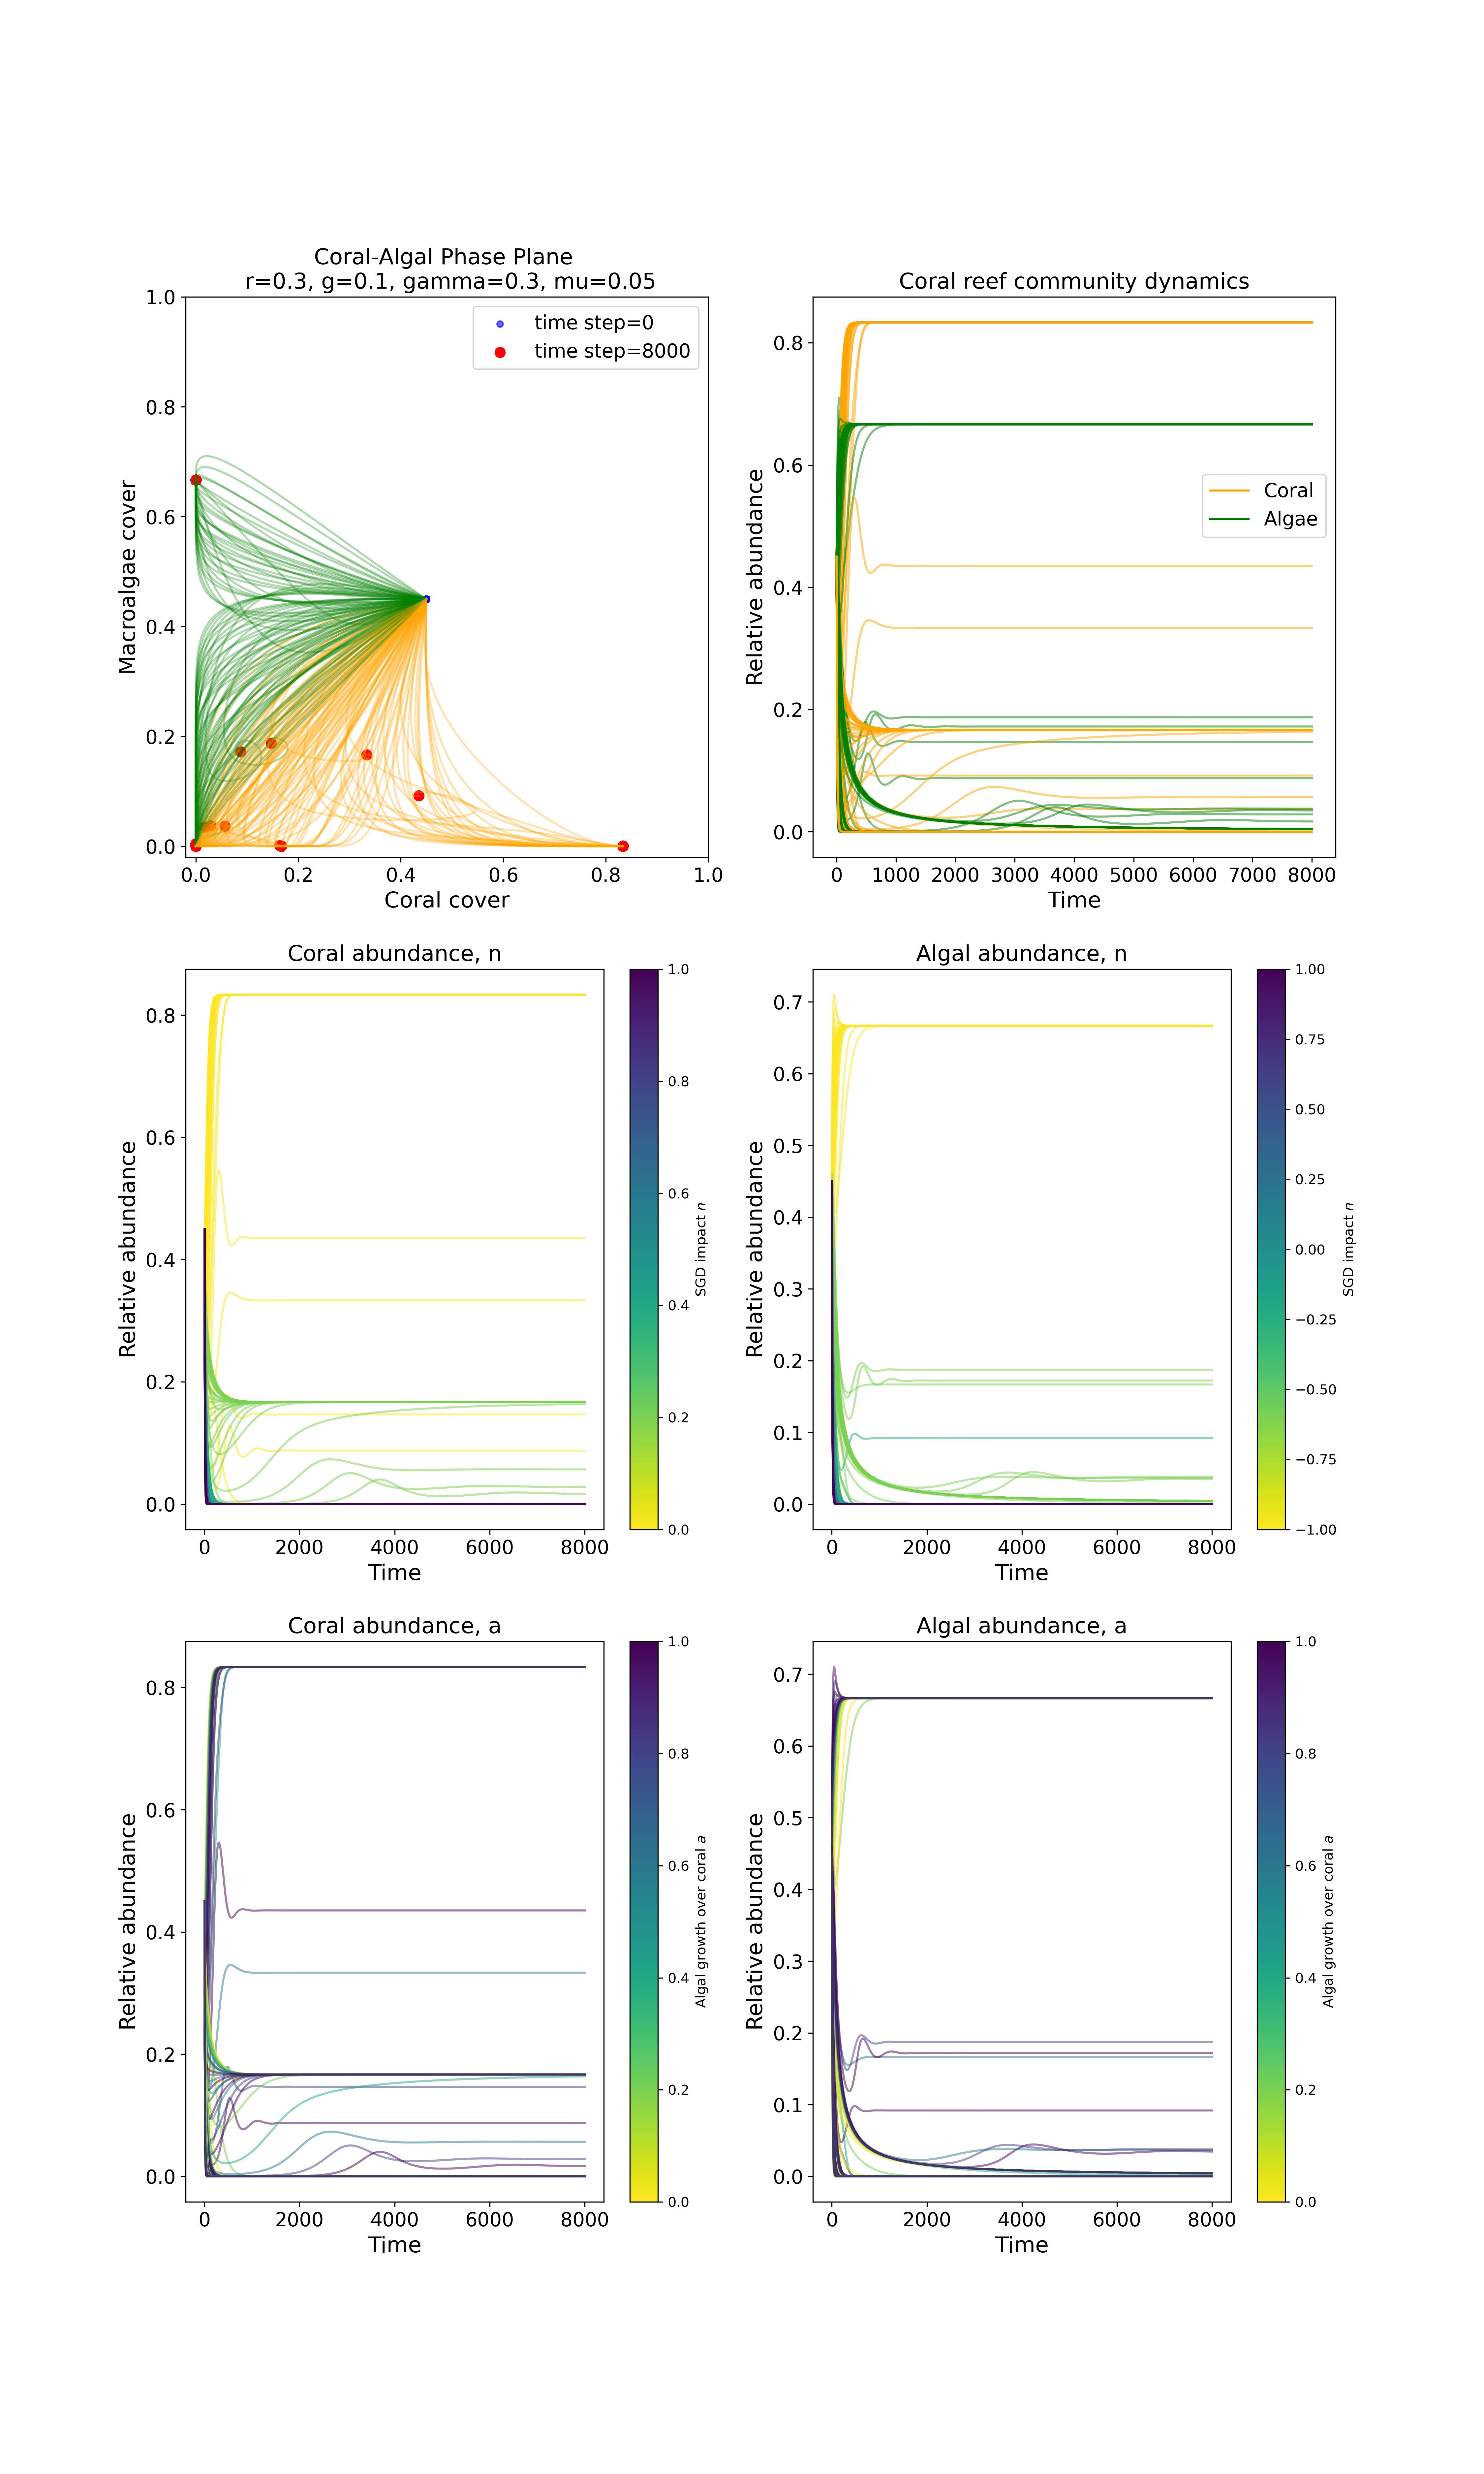 Coral-Algal Phase Plane
r=0.3, g=0.1, gamma=0.3, mu=0.05
1.0
0.8
0.6
0.4
0.2
0.0
Macroalgae cover
time step=0
time step=8000
0.0 0.2 0.4 0.6 0.8 1.0
Coral cover
Coral reef community dynamics
0.8
0.6
0.4
0.2
0.0
Relative abundance
Coral
Algae
0 1000 2000 3000 4000 5000 6000 7000 8000
Time
Coral abundance, n
0.8
0.6
0.4
0.2
0.0
Relative abundance
0 2000 4000 6000 8000
Time
1.0
0.8
0.6
0.4
0.2
0.0
SGD impact n
Algal abundance, n
0.7
0.6
0.5
0.4
0.3
0.2
0.1
0.0
Relative abundance
0 2000 4000 6000 8000
Time
1.00
0.75
0.50
0.25
0.00
−0.25
−0.50
−0.75
−1.00
SGD impact n
Coral abundance, a
0.8
0.6
0.4
0.2
0.0
Relative abundance
0 2000 4000 6000 8000
Time
1.0
0.8
0.6
0.4
0.2
0.0
Algal growth over coral a
Algal abundance, a
0.7
0.6
0.5
0.4
0.3
0.2
0.1
0.0
Relative abundance
0 2000 4000 6000 8000
Time
1.0
0.8
0.6
0.4
0.2
0.0
Algal growth over coral a